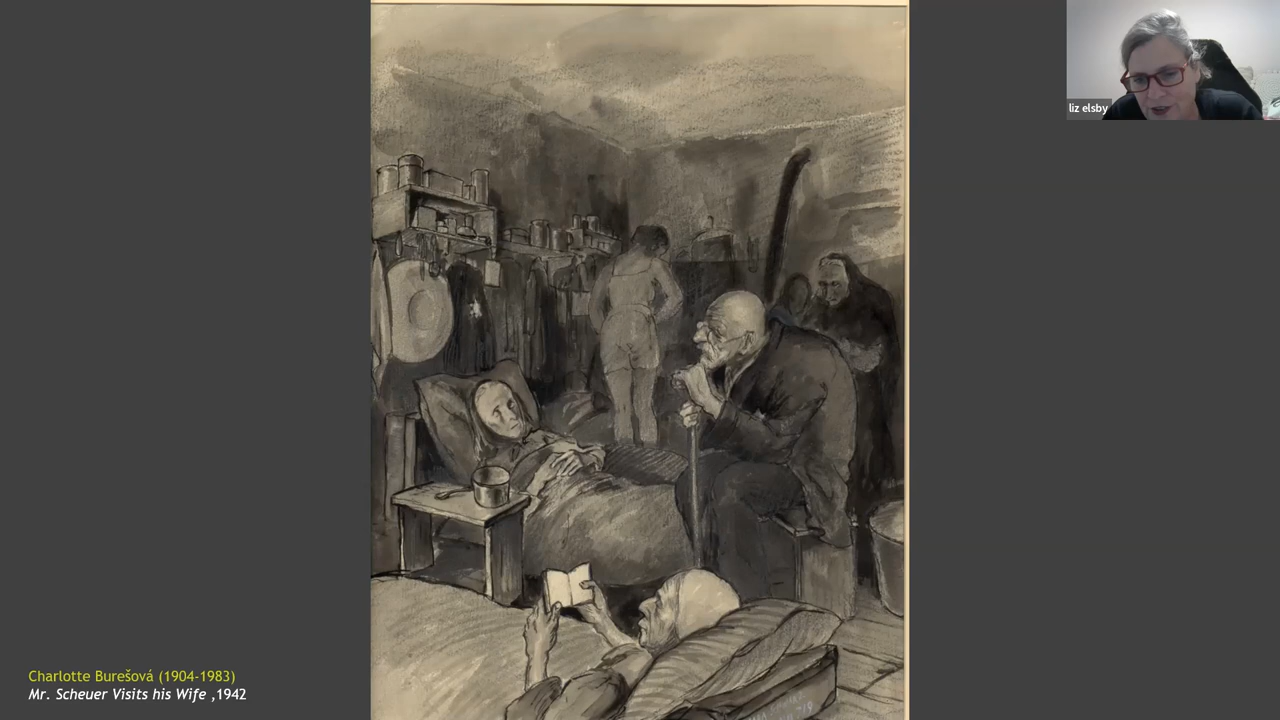 liz elsby
Charlotte Burešová (1904-1983)
Mr. Scheuer Visits his Wife ,1942